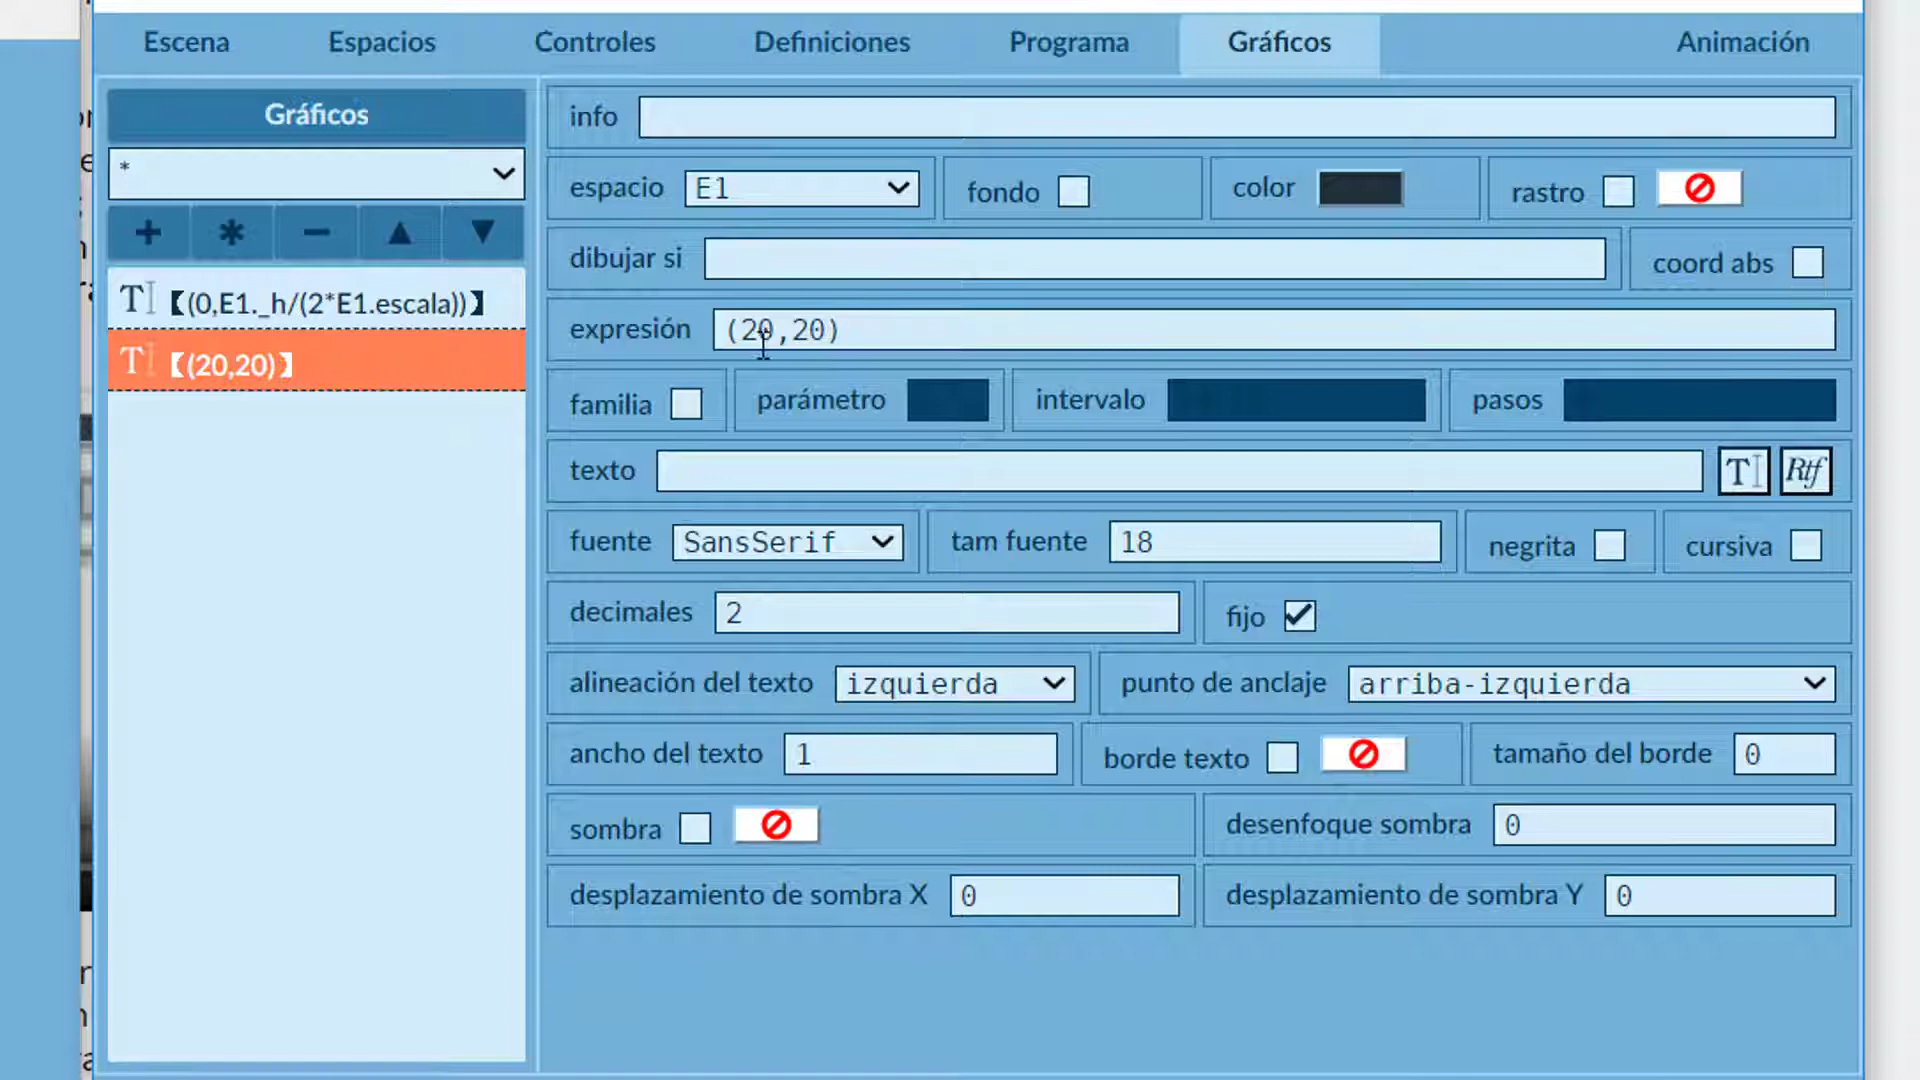 Escena Espacios Controles Definiciones Programa Gráficos Animación
Gráficos
*
【(0,E1._h/(2*E1.escala))】
【(20,20)】
info
espacio E1 fondo color rastro
dibujar si coord abs
expresión (20,20)
familia parámetro intervalo pasos
texto T Rtf
fuente SansSerif tam fuente 18 negrita cursiva
decimales 2 fijo
alineación del texto izquierda punto de anclaje arriba-izquierda
ancho del texto 1 borde texto tamaño del borde 0
sombra desenfoque sombra 0
desplazamiento de sombra X 0 desplazamiento de sombra Y 0